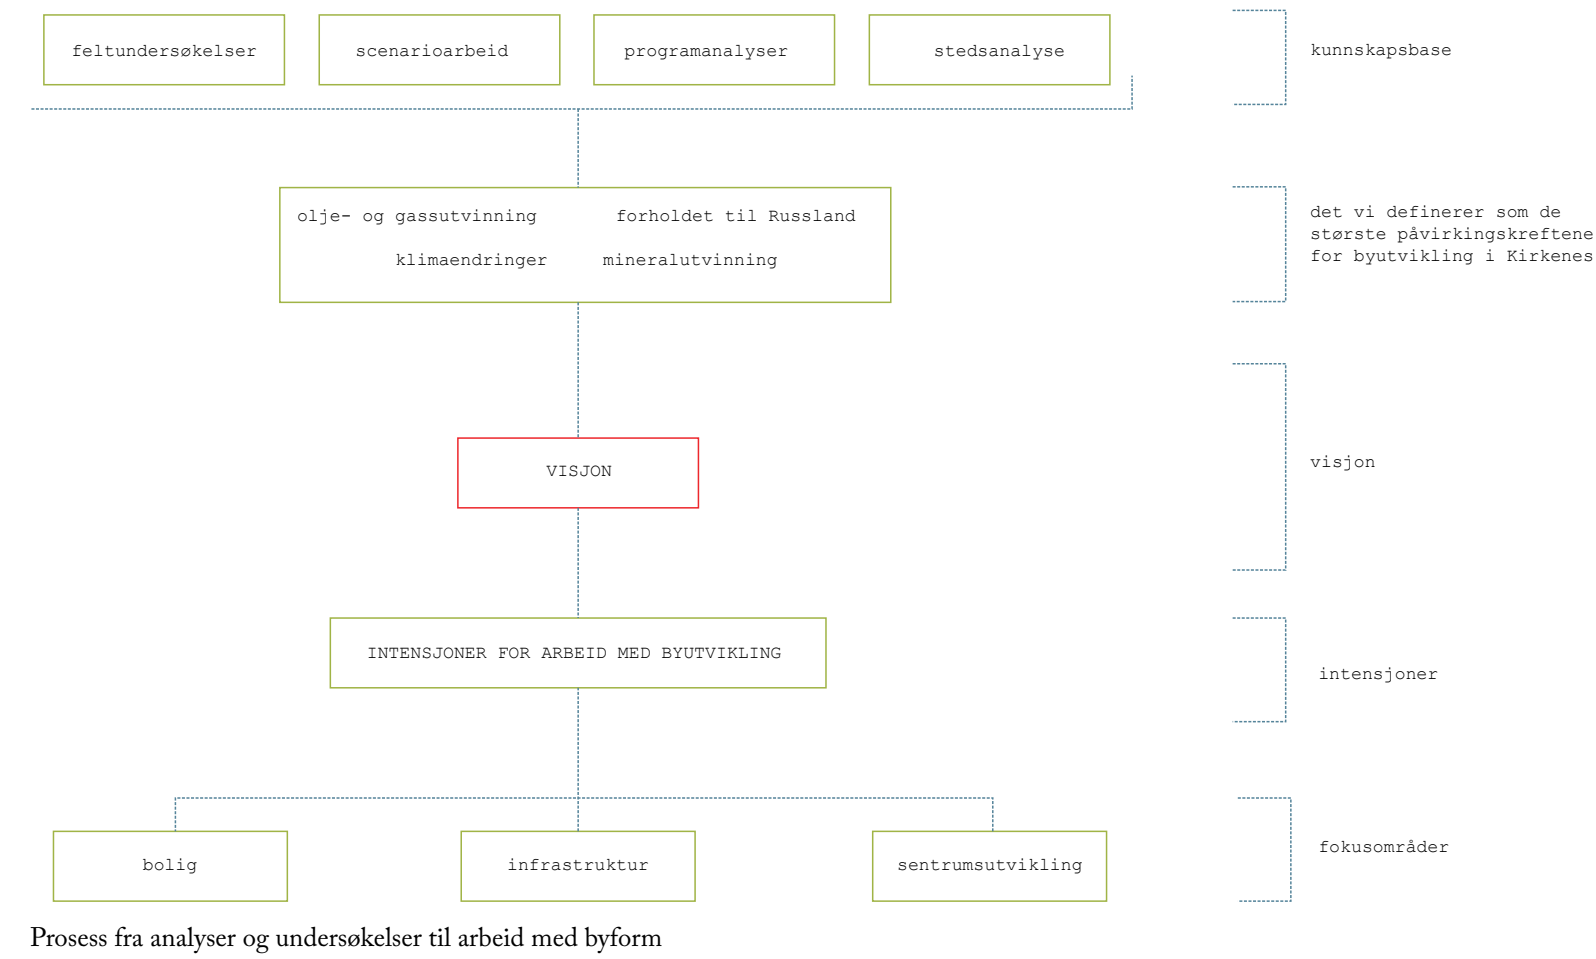 feltundersøkelser
scenarioarbeid
programanalyser
stedsanalyse
kunnskapsbase
olje- og gassutvinning
forholdet til Russland
klimaendringer
mineralutvinning
det vi definerer som de
største påvirkingskreftene
for byutvikling i Kirkenes
VISJON
visjon
INTENSJONER FOR ARBEID MED BYUTVIKLING
intensjoner
bolig
infrastruktur
sentrumsutvikling
fokusområder
Prosess fra analyser og undersøkelser til arbeid med byform